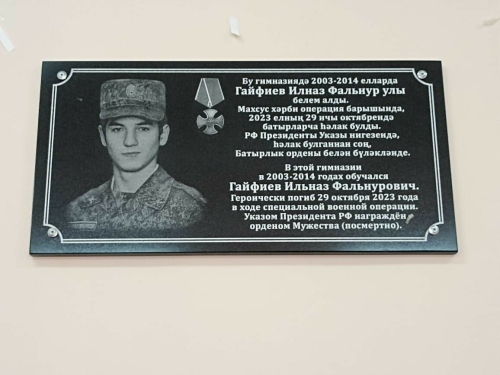 Бу гимназиядә 2003-2014 елларда
Гайфиев Илназ Фальнур улы
белем алды.
Махсус хәрби операция барышында,
2023 елның 29 нчы октябрендә
батырларча һәлак булды.
РФ Президенты Указы нигезендә,
һәлак булганнан соң,
Батырлык ордены белән бүләкләнде.
В этой гимназии
в 2003-2014 годах обучался
Гайфиев Ильназ Фальнурович.
Героически погиб 29 октября 2023 года
в ходе специальной военной операции.
Указом Президента РФ награждён
орденом Мужества (посмертно).